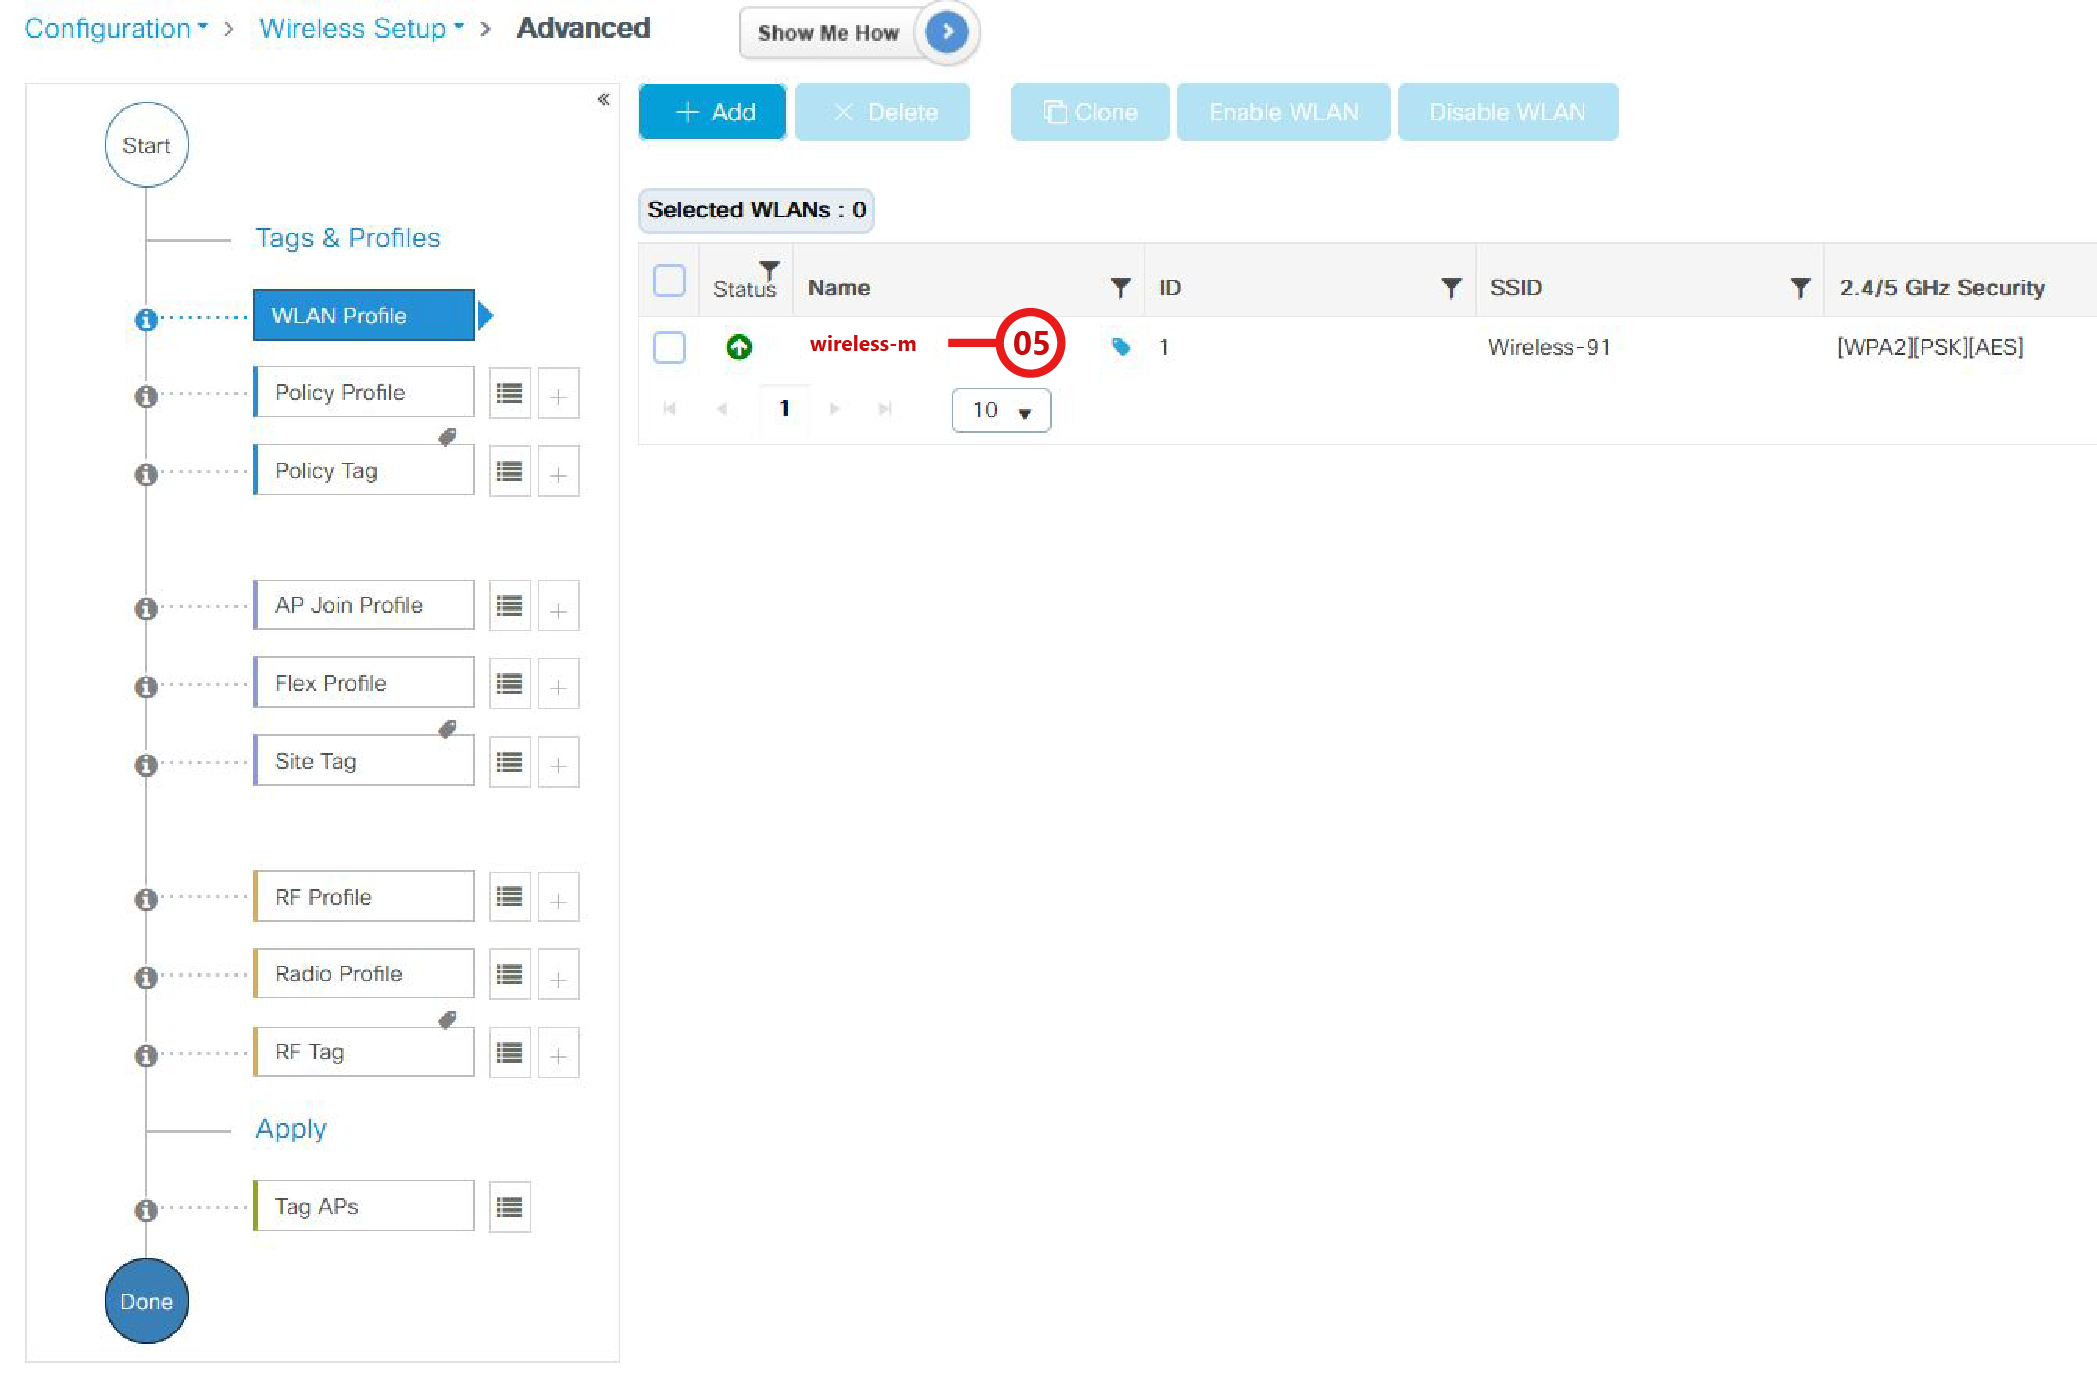 Configuration > Wireless Setup > Advanced
Show Me How
Start
Tags & Profiles
WLAN Profile
Policy Profile
Policy Tag
AP Join Profile
Flex Profile
Site Tag
RF Profile
Radio Profile
RF Tag
Apply
Tag APs
Done
+ Add
× Delete
Clone
Enable WLAN
Disable WLAN
Selected WLANs : 0
Status Name ID SSID 2.4/5 GHz Security
wireless-m 05 1 Wireless-91 [WPA2][PSK][AES]
1 10